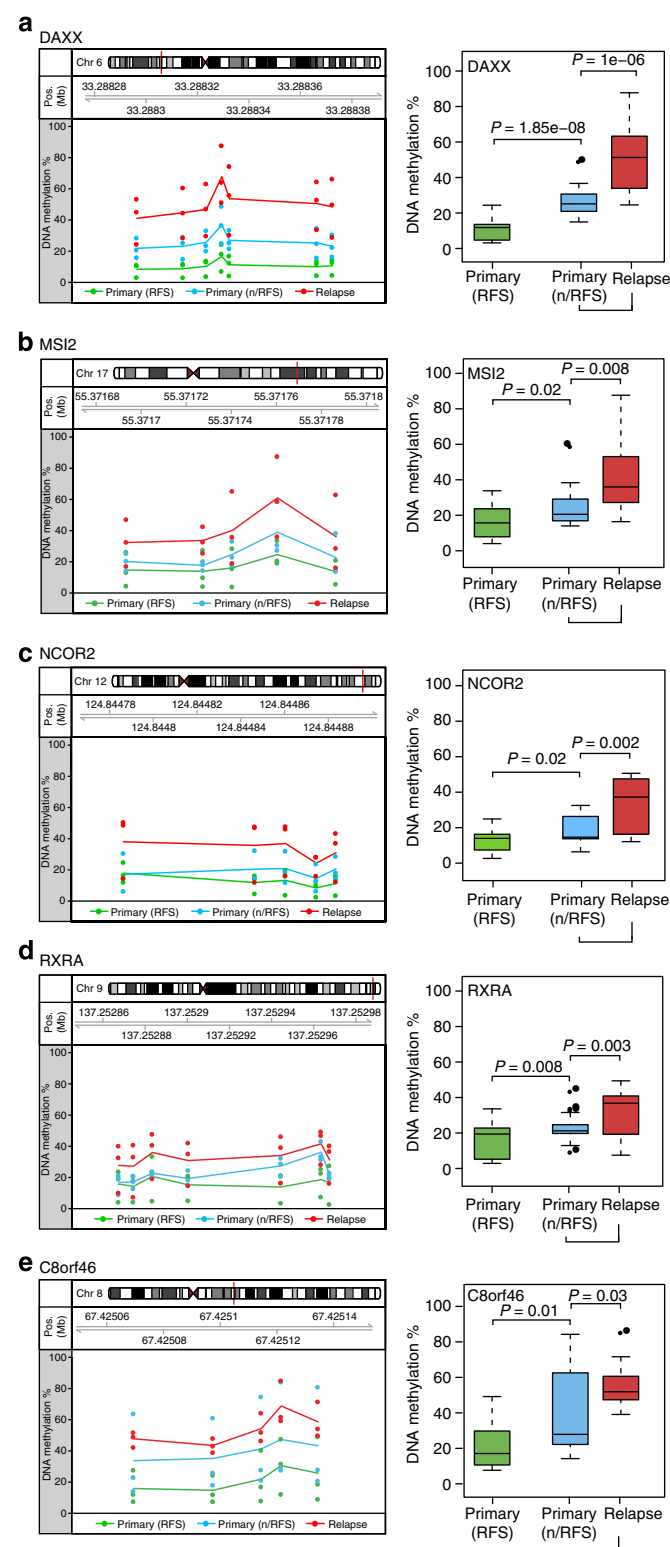 a
DAXX
Chr 6
Pos. (Mb)
33.28828 33.28832 33.28836
33.2883 33.28834 33.28838
DNA methylation %
100
80
60
40
20
0
Primary (RFS) Primary (n/RFS) Relapse
DAXX
P = 1e−06
P = 1.85e−08
DNA methylation %
100
80
60
40
20
0
Primary (RFS) Primary (n/RFS) Relapse
b
MSI2
Chr 17
Pos. (Mb)
55.37168 55.37172 55.37176 55.3718
55.3717 55.37174 55.37178
DNA methylation %
100
80
60
40
20
0
Primary (RFS) Primary (n/RFS) Relapse
MSI2
P = 0.008
P = 0.02
DNA methylation %
100
80
60
40
20
0
Primary (RFS) Primary (n/RFS) Relapse
c
NCOR2
Chr 12
Pos. (Mb)
124.84478 124.84482 124.84486
124.8448 124.84484 124.84488
DNA methylation %
100
80
60
40
20
0
Primary (RFS) Primary (n/RFS) Relapse
NCOR2
P = 0.002
P = 0.02
DNA methylation %
100
80
60
40
20
0
Primary (RFS) Primary (n/RFS) Relapse
d
RXRA
Chr 9
Pos. (Mb)
137.25286 137.2529 137.25294 137.25298
137.25288 137.25292 137.25296
DNA methylation %
100
80
60
40
20
0
Primary (RFS) Primary (n/RFS) Relapse
RXRA
P = 0.003
P = 0.008
DNA methylation %
100
80
60
40
20
0
Primary (RFS) Primary (n/RFS) Relapse
e
C8orf46
Chr 8
Pos. (Mb)
67.42506 67.4251 67.42514
67.42508 67.42512
DNA methylation %
100
80
60
40
20
0
Primary (RFS) Primary (n/RFS) Relapse
C8orf46
P = 0.03
P = 0.01
DNA methylation %
100
80
60
40
20
0
Primary (RFS) Primary (n/RFS) Relapse